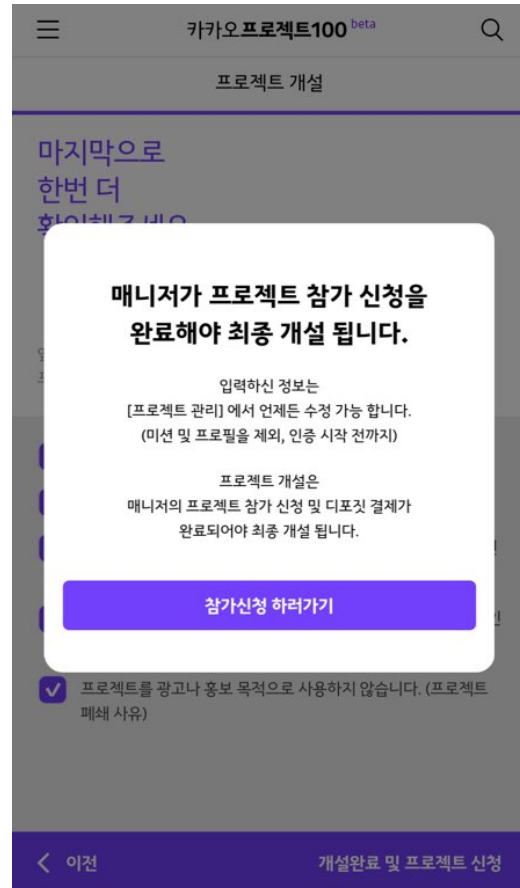 카카오프로젝트100 beta
프로젝트 개설
마지막으로
한번 더
확인해주세요
매니저가 프로젝트 참가 신청을
완료해야 최종 개설 됩니다.
입력하신 정보는
[프로젝트 관리] 에서 언제든 수정 가능 합니다.
(미션 및 프로필을 제외, 인증 시작 전까지)
프로젝트 개설은
매니저의 프로젝트 참가 신청 및 디포짓 결제가
완료되어야 최종 개설 됩니다.
참가신청 하러가기
프로젝트를 광고나 홍보 목적으로 사용하지 않습니다. (프로젝트
폐쇄 사유)
이전
개설완료 및 프로젝트 신청